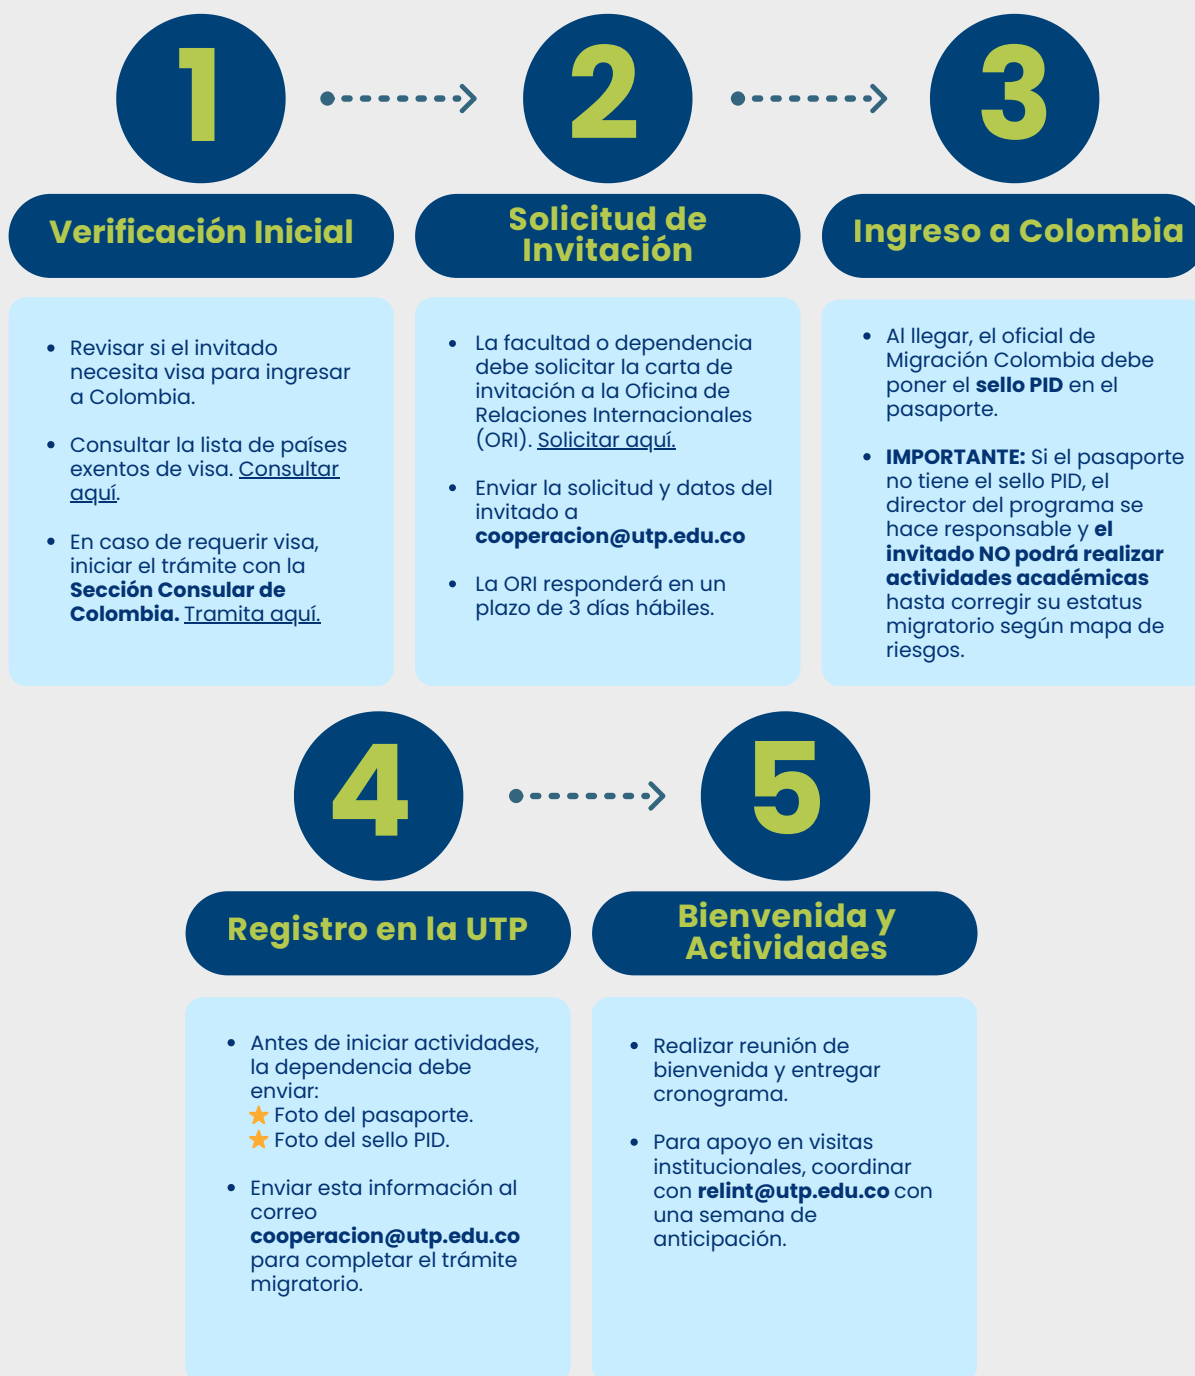 1
2
3
Verificación Inicial
Revisar si el invitado
necesita visa para ingresar
a Colombia.
Consultar la lista de países
exentos de visa. Consultar
aquí.
En caso de requerir visa,
iniciar el trámite con la
Sección Consular de
Colombia. Tramita aquí.
Solicitud de
Invitación
La facultad o dependencia
debe solicitar la carta de
invitación a la Oficina de
Relaciones Internacionales
(ORI). Solicitar aquí.
Enviar la solicitud y datos del
invitado a
cooperacion@utp.edu.co
La ORI responderá en un
plazo de 3 días hábiles.
Ingreso a Colombia
Al llegar, el oficial de
Migración Colombia debe
poner el sello PID en el
pasaporte.
IMPORTANTE: Si el pasaporte
no tiene el sello PID, el
director del programa se
hace responsable y el
invitado NO podrá realizar
actividades académicas
hasta corregir su estatus
migratorio según mapa de
riesgos.
4
5
Registro en la UTP
Antes de iniciar actividades,
la dependencia debe
enviar:
Foto del pasaporte.
Foto del sello PID.
Enviar esta información al
correo
cooperacion@utp.edu.co
para completar el trámite
migratorio.
Bienvenida y
Actividades
Realizar reunión de
bienvenida y entregar
cronograma.
Para apoyo en visitas
institucionales, coordinar
con relint@utp.edu.co con
una semana de
anticipación.